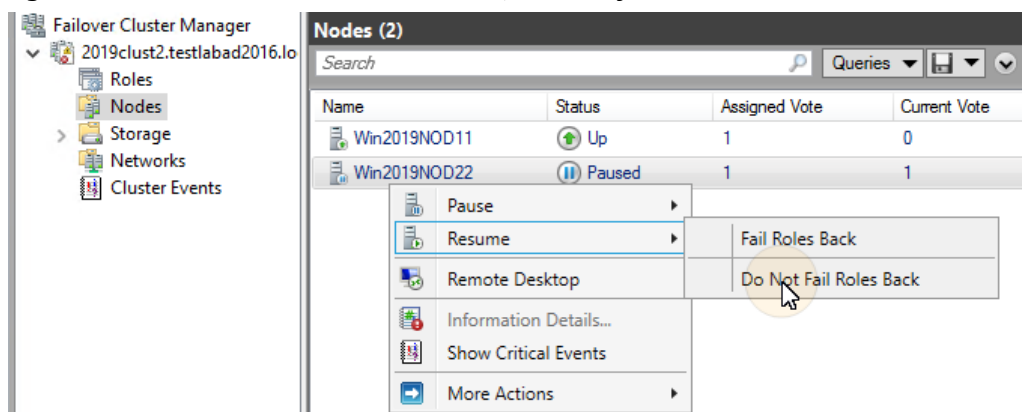 Failover Cluster Manager
2019clust2.testlabad2016.lo
Roles
Nodes
Storage
Networks
Cluster Events
Nodes (2)
Search
Queries
Name Status Assigned Vote Current Vote
Win2019NOD11 Up 1 0
Win2019NOD22 Paused 1 1
Pause
Resume
Remote Desktop
Information Details...
Show Critical Events
More Actions
Fail Roles Back
Do Not Fail Roles Back